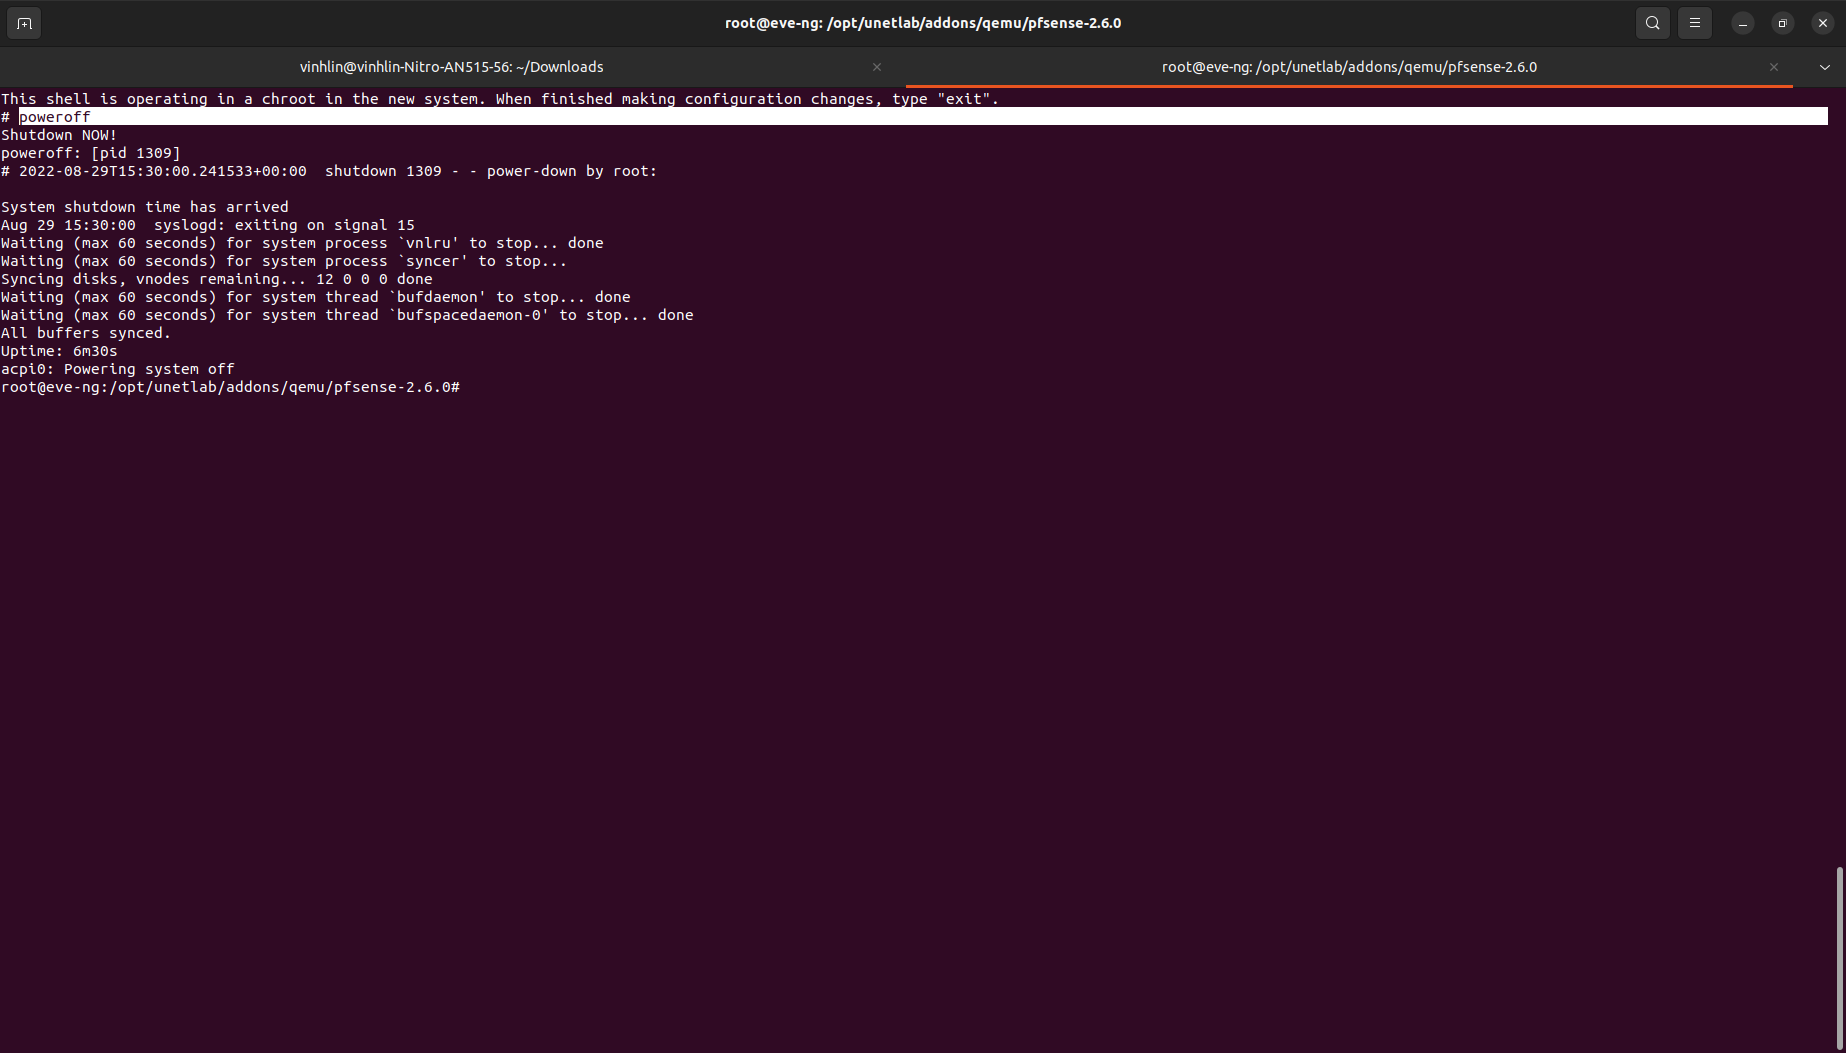 root@eve-ng: /opt/unetlab/addons/qemu/pfsense-2.6.0
vinhlin@vinhlin-Nitro-AN515-56: ~/Downloads
root@eve-ng: /opt/unetlab/addons/qemu/pfsense-2.6.0
This shell is operating in a chroot in the new system. When finished making configuration changes, type "exit".
# poweroff
Shutdown NOW!
poweroff: [pid 1309]
# 2022-08-29T15:30:00.241533+00:00  shutdown 1309 - - power-down by root:
System shutdown time has arrived
Aug 29 15:30:00  syslogd: exiting on signal 15
Waiting (max 60 seconds) for system process `vnlru' to stop... done
Waiting (max 60 seconds) for system process `syncer' to stop...
Syncing disks, vnodes remaining... 12 0 0 0 done
Waiting (max 60 seconds) for system thread `bufdaemon' to stop... done
Waiting (max 60 seconds) for system thread `bufspacedaemon-0' to stop... done
All buffers synced.
Uptime: 6m30s
acpi0: Powering system off
root@eve-ng:/opt/unetlab/addons/qemu/pfsense-2.6.0#